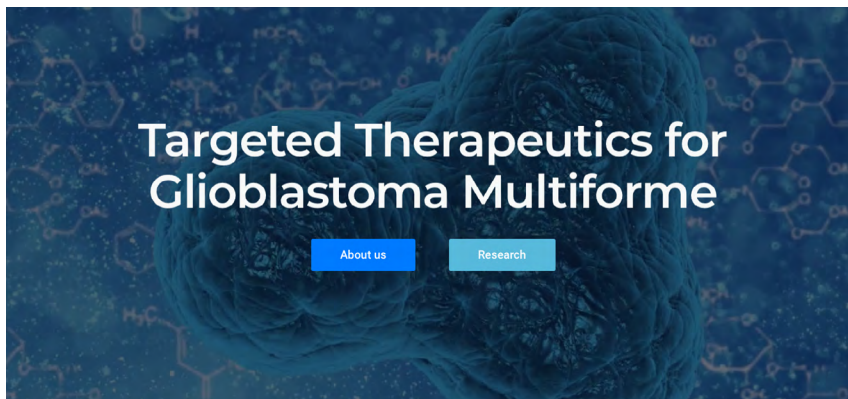 Targeted Therapeutics for
Glioblastoma Multiforme
About us
Research